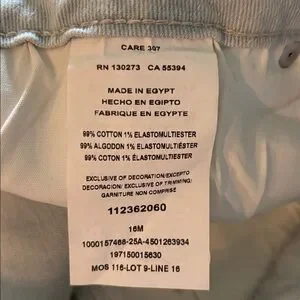 CARE 307
RN 130273 CA 55394
MADE IN EGYPT
HECHO EN EGIPTO
FABRIQUE EN EGYPTE
99% COTTON 1% ELASTOMULTIESTER
99% ALGODON 1% ELASTOMULTIÉSTER
99% COTON 1% ELASTOMULTIESTER
EXCLUSIVE OF DECORATION/EXCEPTO
DECORACION/ EXCLUSIVE OF TRIMMING/
GARNITURE NON COMPRISE
112362060
16M
1000157468-25A-4501263934
197150015630
MOS 116-LOT 9-LINE 16